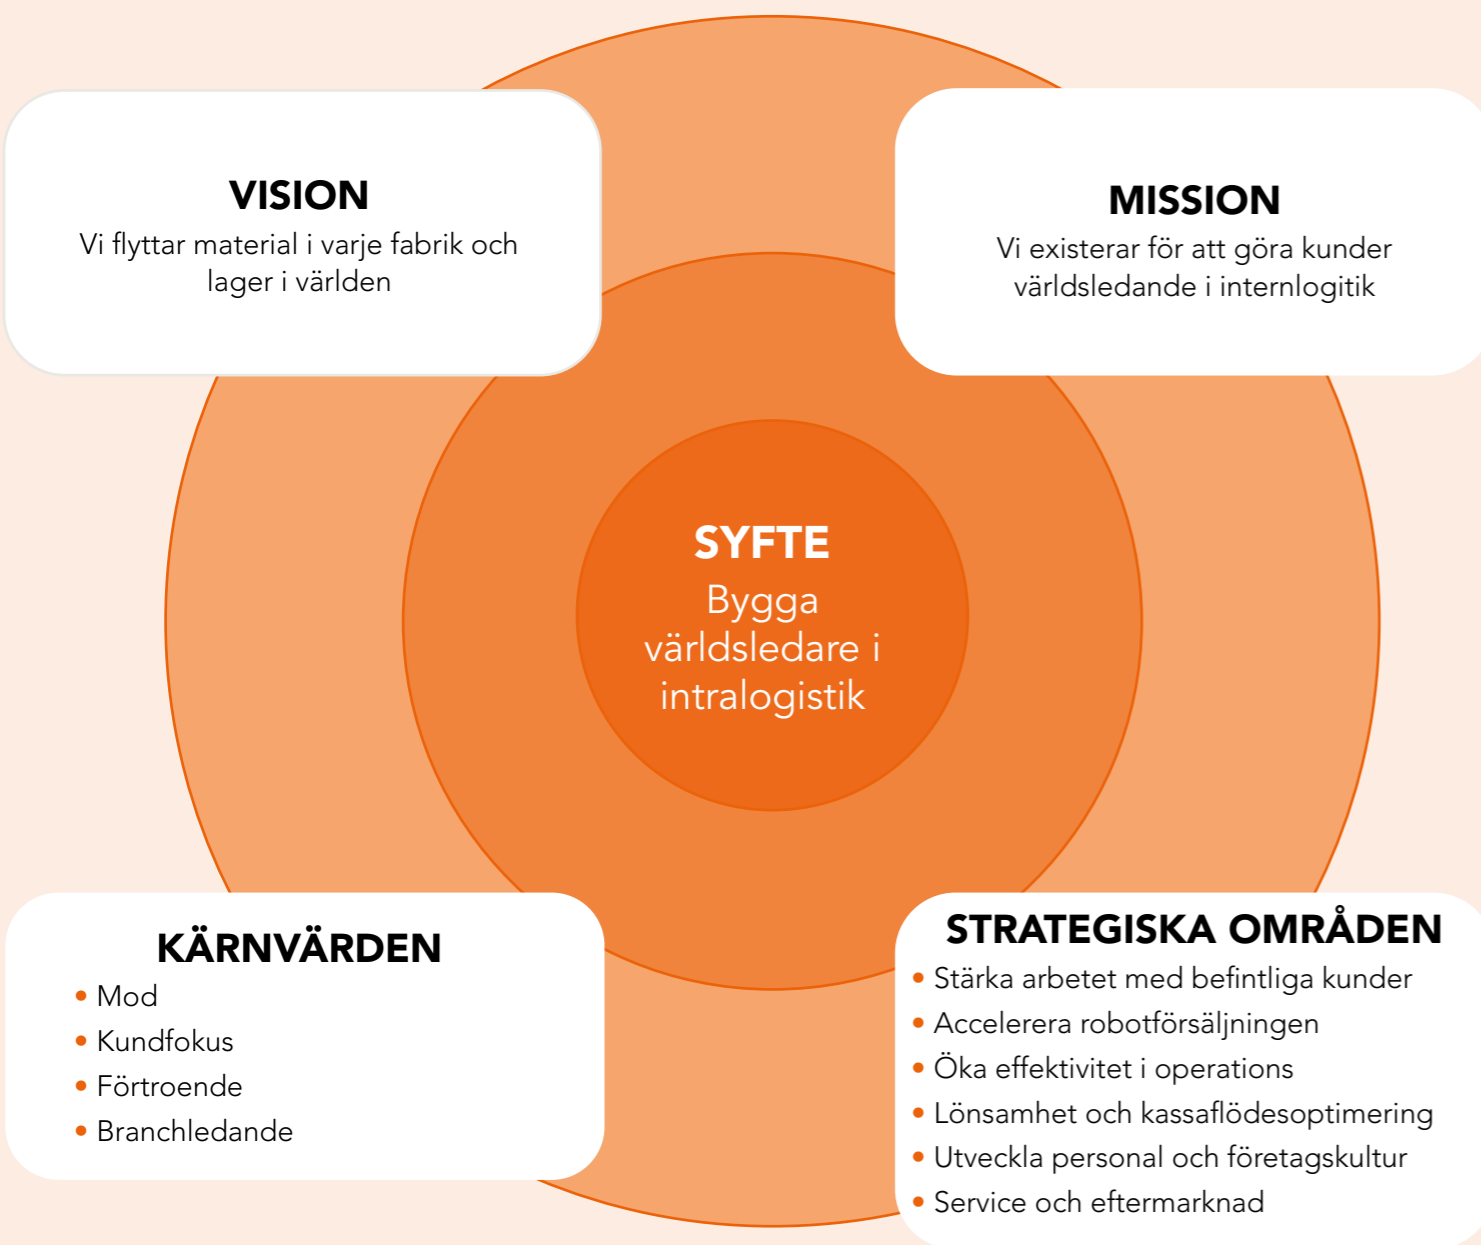 VISION
Vi flyttar material i varje fabrik och
lager i världen
MISSION
Vi existerar för att göra kunder
världsledande i internlogitik
SYFTE
Bygga
världsledare i
intralogistik
KÄRNVÄRDEN
• Mod
• Kundfokus
• Förtroende
• Branchledande
STRATEGISKA OMRÅDEN
• Stärka arbetet med befintliga kunder
• Accelerera robotförsäljningen
• Öka effektivitet i operations
• Lönsamhet och kassaflödesoptimering
• Utveckla personal och företagskultur
• Service och eftermarknad